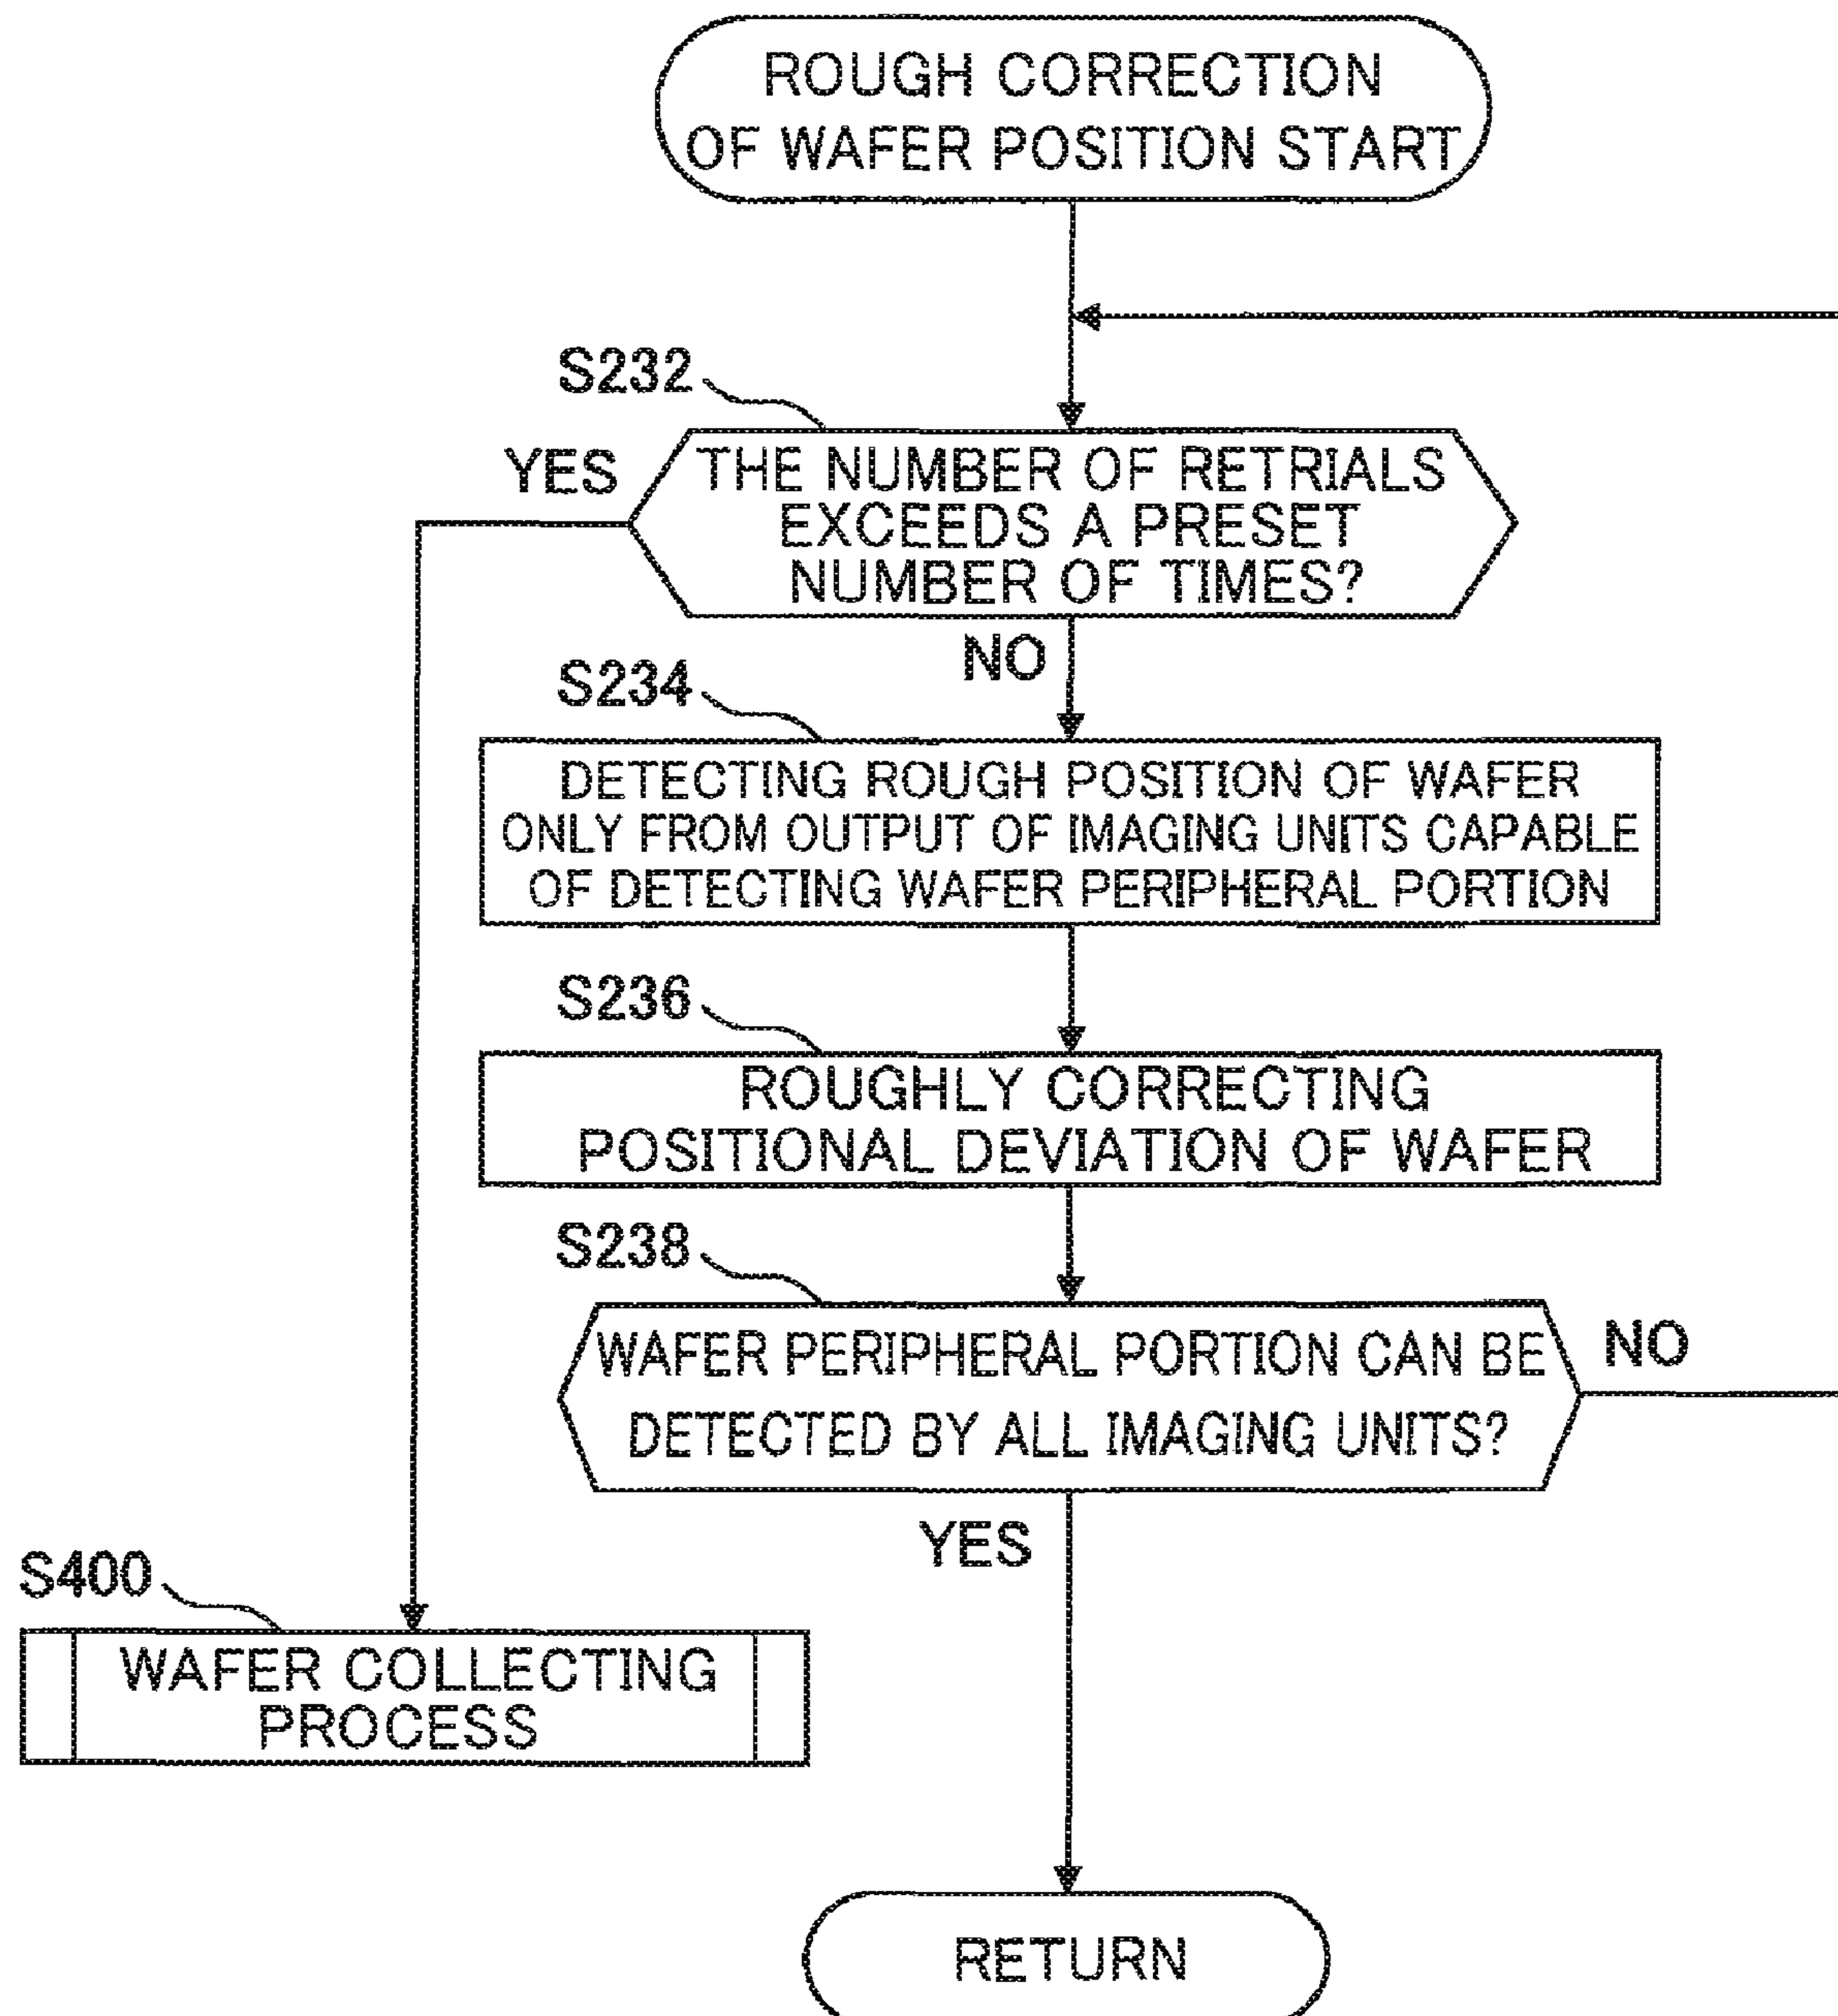 ROUGH CORRECTION
OF WAFER POSITION START
S232
YES
THE NUMBER OF RETRIALS
EXCEEDS A PRESET
NUMBER OF TIMES?
NO
S234
DETECTING ROUGH POSITION OF WAFER
ONLY FROM OUTPUT OF IMAGING UNITS CAPABLE
OF DETECTING WAFER PERIPHERAL PORTION
S236
ROUGHLY CORRECTING
POSITIONAL DEVIATION OF WAFER
S238
WAFER PERIPHERAL PORTION CAN BE
DETECTED BY ALL IMAGING UNITS?
NO
YES
S400
WAFER COLLECTING
PROCESS
RETURN